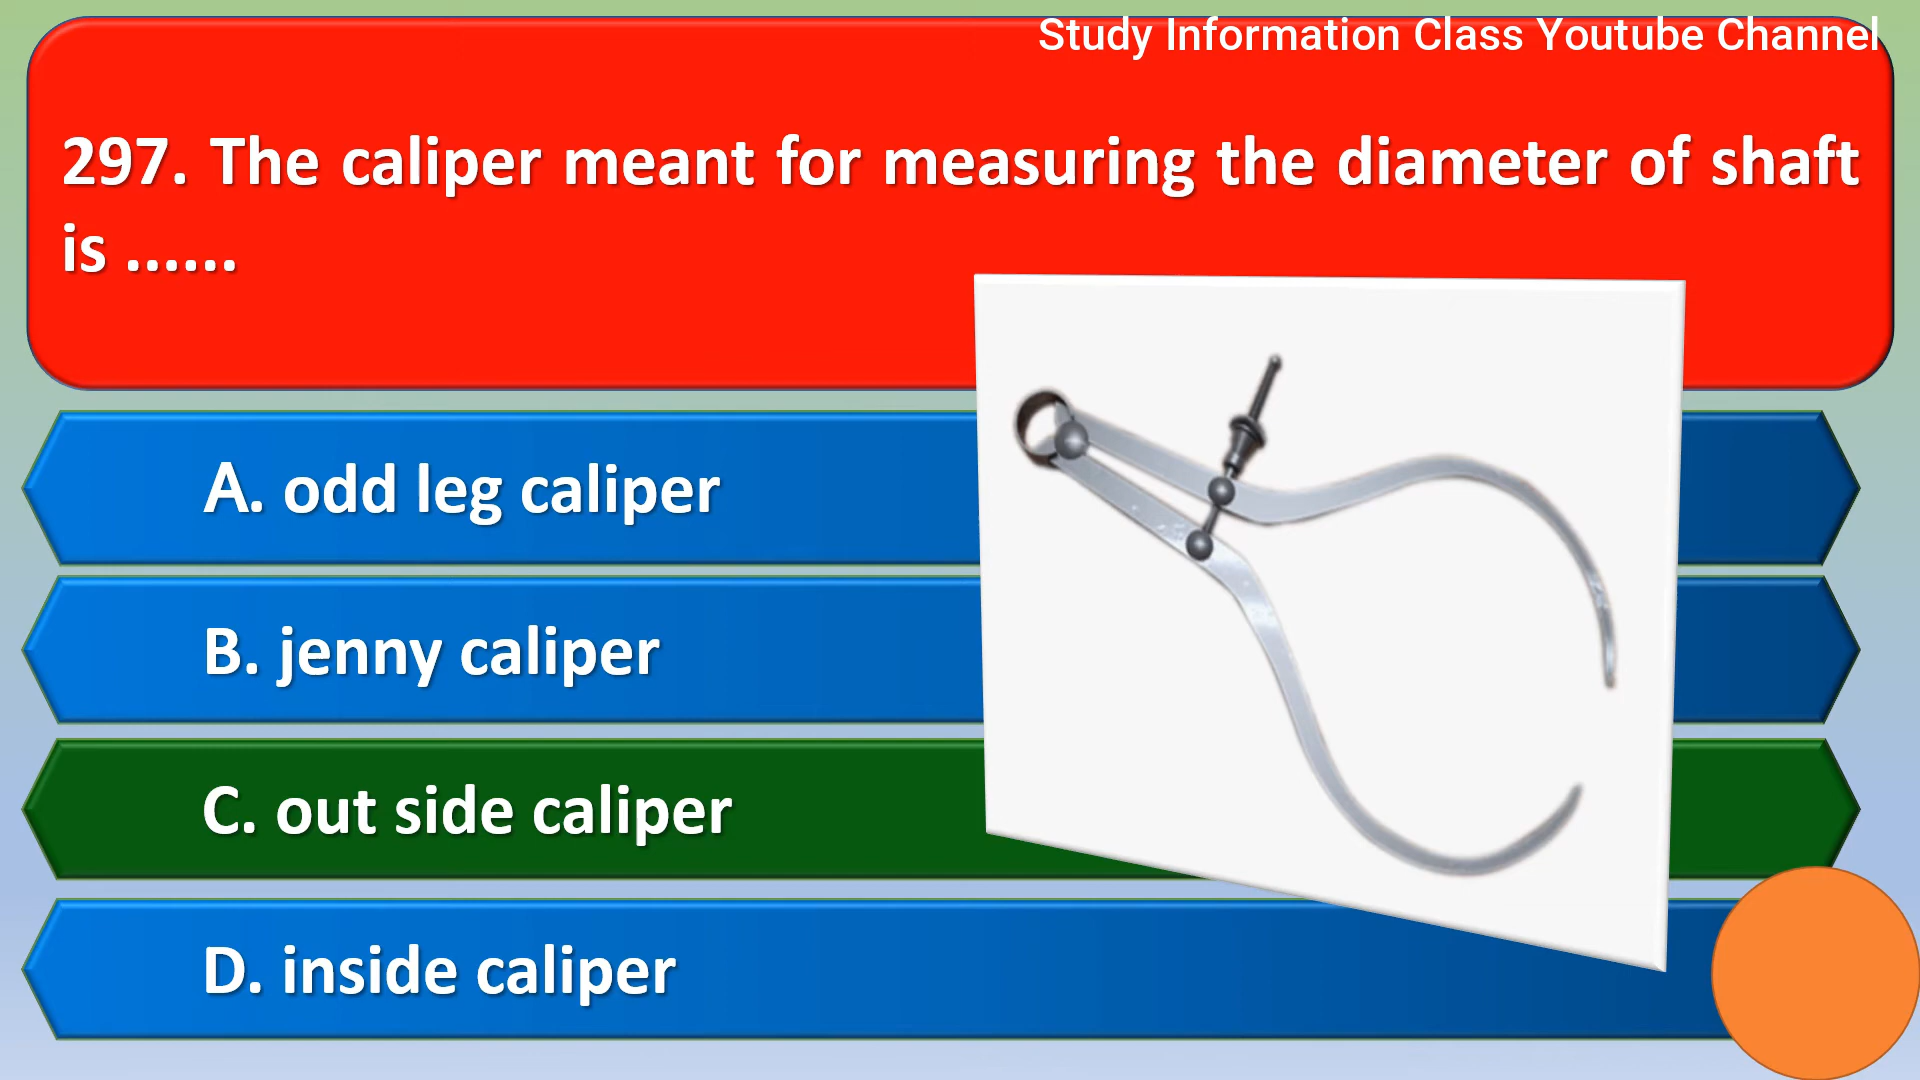 Study Information Class Youtube Channel
297. The caliper meant for measuring the diameter of shaft
is ......
A. odd leg caliper
B. jenny caliper
C. out side caliper
D. inside caliper